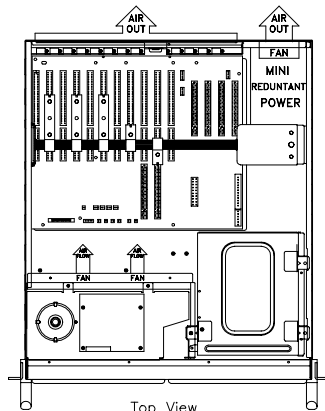 AIR
OUT
AIR
OUT
FAN
MINI
REDUNTANT
POWER
AIR
FLOW
AIR
FLOW
FAN
FAN
Top View